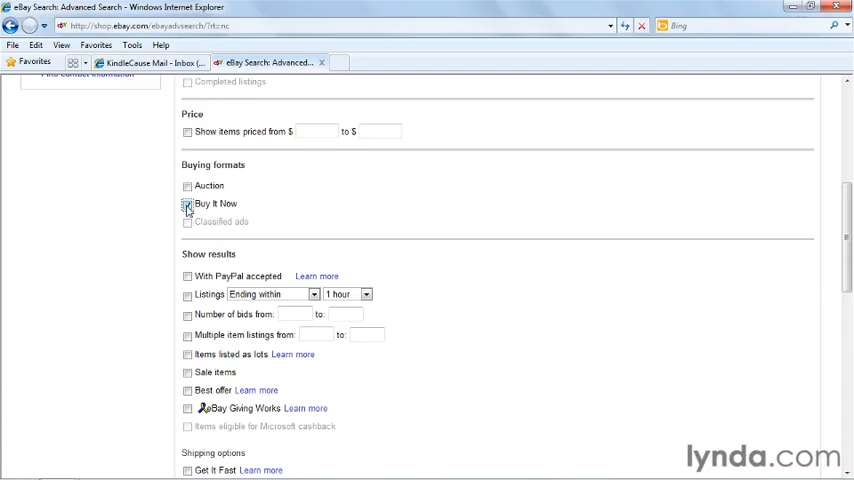 eBay Search: Advanced Search - Windows Internet Explorer
http://shop.ebay.com/ebayadvsearch/?rt=nc
Bing
File Edit View Favorites Tools Help
Favorites KindleCause Mail - Inbox (... eBay Search: Advanced... x
Find contact information
Completed listings
Price
Show items priced from $ to $
Buying formats
Auction
Buy It Now
Classified ads
Show results
With PayPal accepted Learn more
Listings Ending within 1 hour
Number of bids from: to:
Multiple item listings from: to:
Items listed as lots Learn more
Sale items
Best offer Learn more
eBay Giving Works Learn more
Items eligible for Microsoft cashback
Shipping options
Get It Fast Learn more
lynda.com